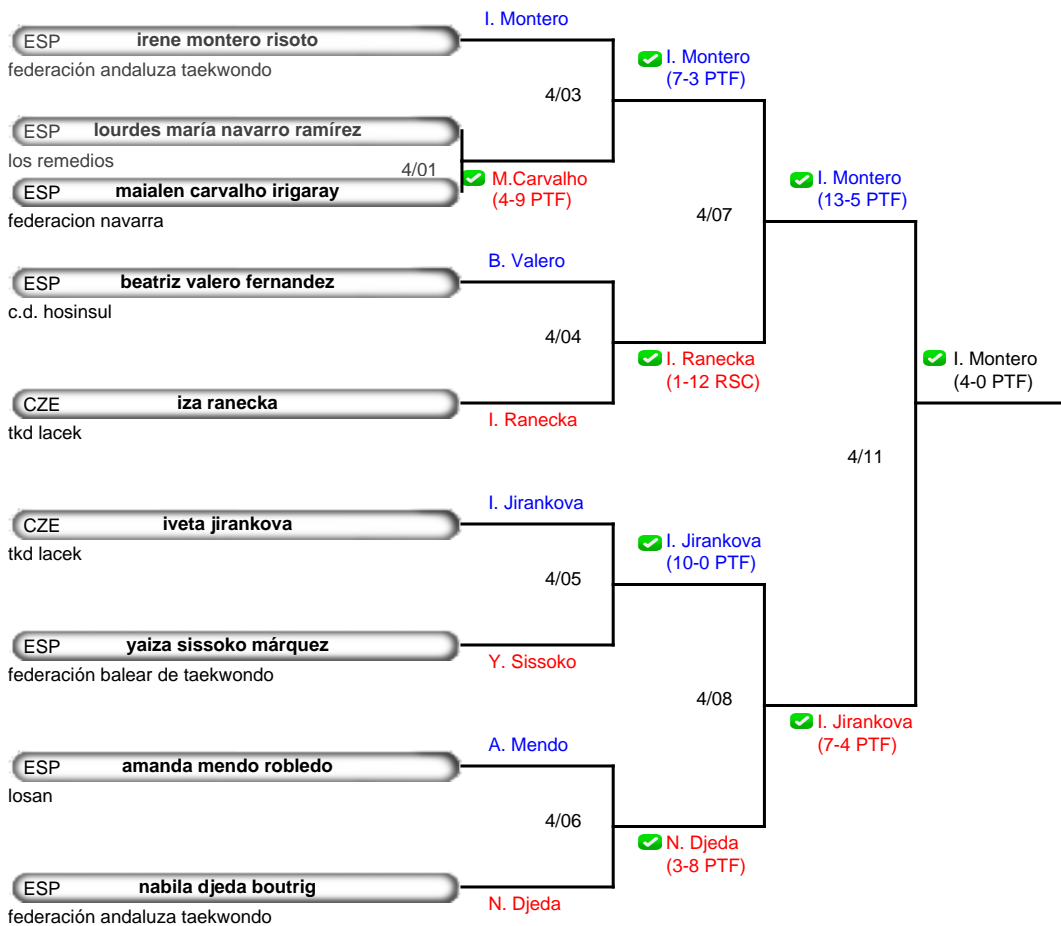 I. Montero
ESP irene montero risoto
federación andaluza taekwondo
I. Montero
(7-3 PTF)
4/03
ESP lourdes maría navarro ramírez
los remedios
4/01
M.Carvalho
(4-9 PTF)
ESP maialen carvalho irigaray
federacion navarra
I. Montero
(13-5 PTF)
4/07
B. Valero
ESP beatriz valero fernandez
c.d. hosinsul
4/04
I. Ranecka
(1-12 RSC)
I. Montero
(4-0 PTF)
CZE iza ranecka
tkd lacek
I. Ranecka
4/11
I. Jirankova
CZE iveta jirankova
tkd lacek
I. Jirankova
(10-0 PTF)
4/05
ESP yaiza sissoko márquez
federación balear de taekwondo
Y. Sissoko
4/08
I. Jirankova
(7-4 PTF)
A. Mendo
ESP amanda mendo robledo
losan
4/06
N. Djeda
(3-8 PTF)
ESP nabila djeda boutrig
federación andaluza taekwondo
N. Djeda